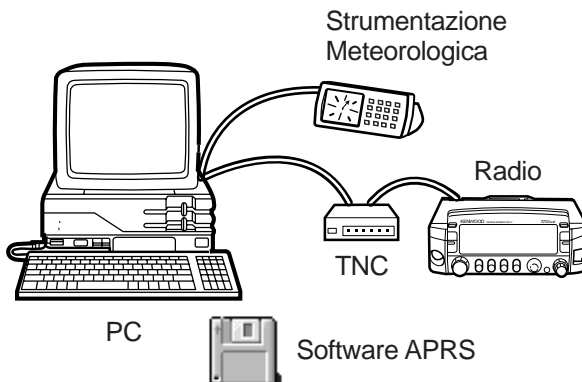 Strumentazione
Meteorologica
Radio
KENWOOD
TNC
PC
Software APRS